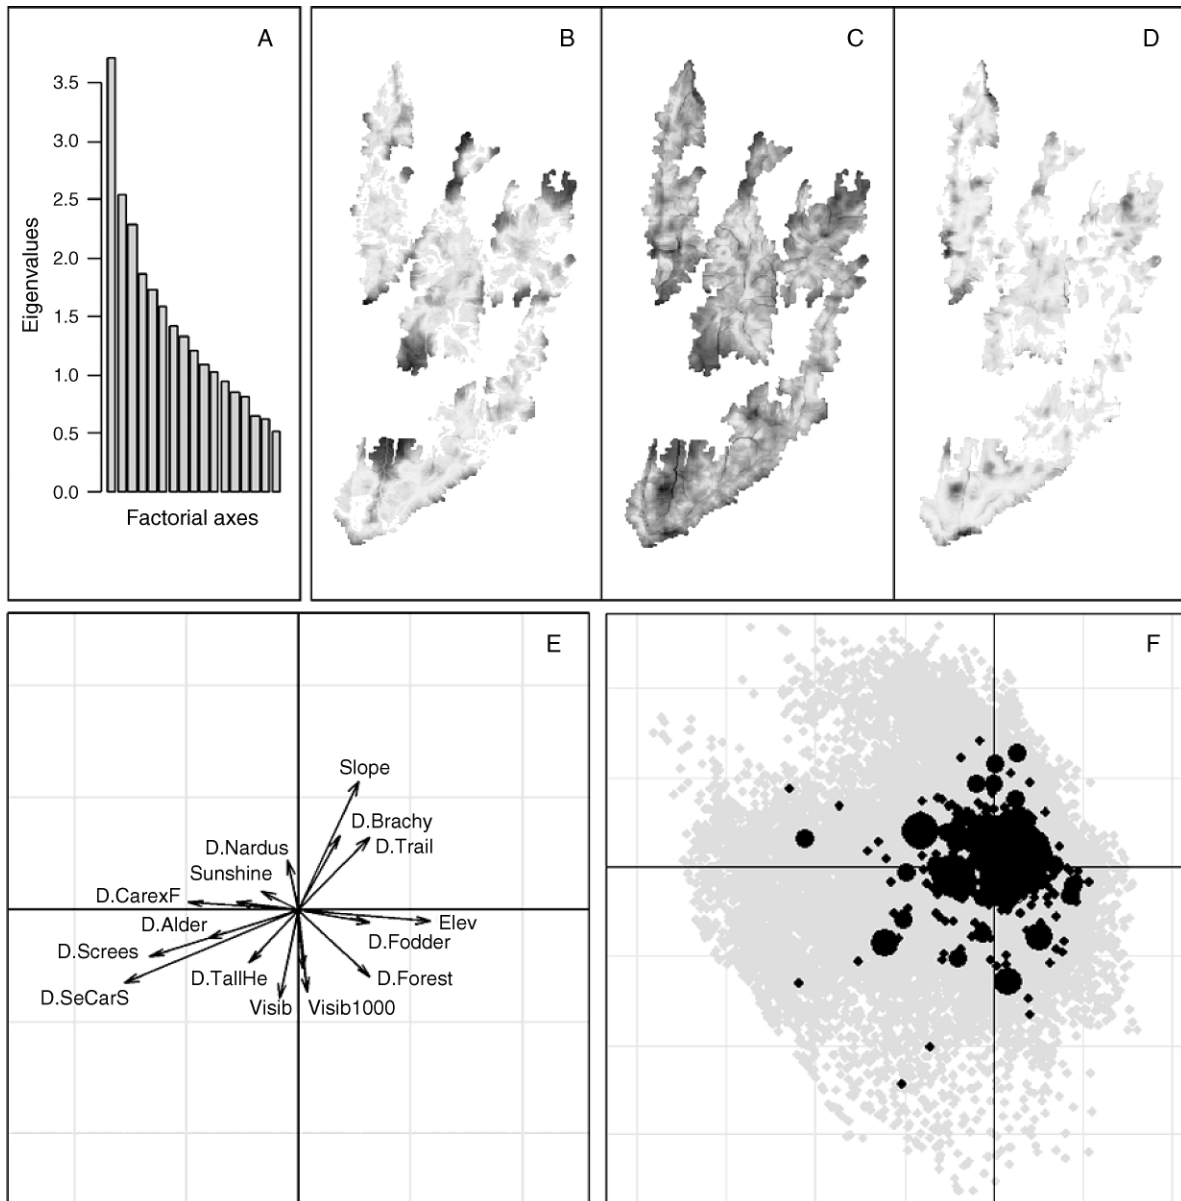 A
B
C
D
3.5
3.0
2.5
2.0
1.5
1.0
0.5
0.0
Eigenvalues
Factorial axes
E
Slope
D.Brachy
D.Nardus
D.Trail
Sunshine
D.CarexF
D.Alder
Elev
D.Fodder
D.Screes
D.TallHe
D.Forest
D.SeCarS
Visib
Visib1000
F